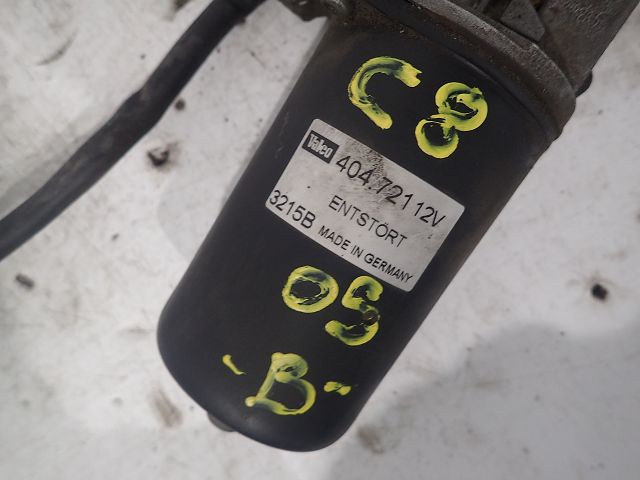 C8
Valeo 404.721 12V
ENTSTÖRT
3215B MADE IN GERMANY
05
-B-